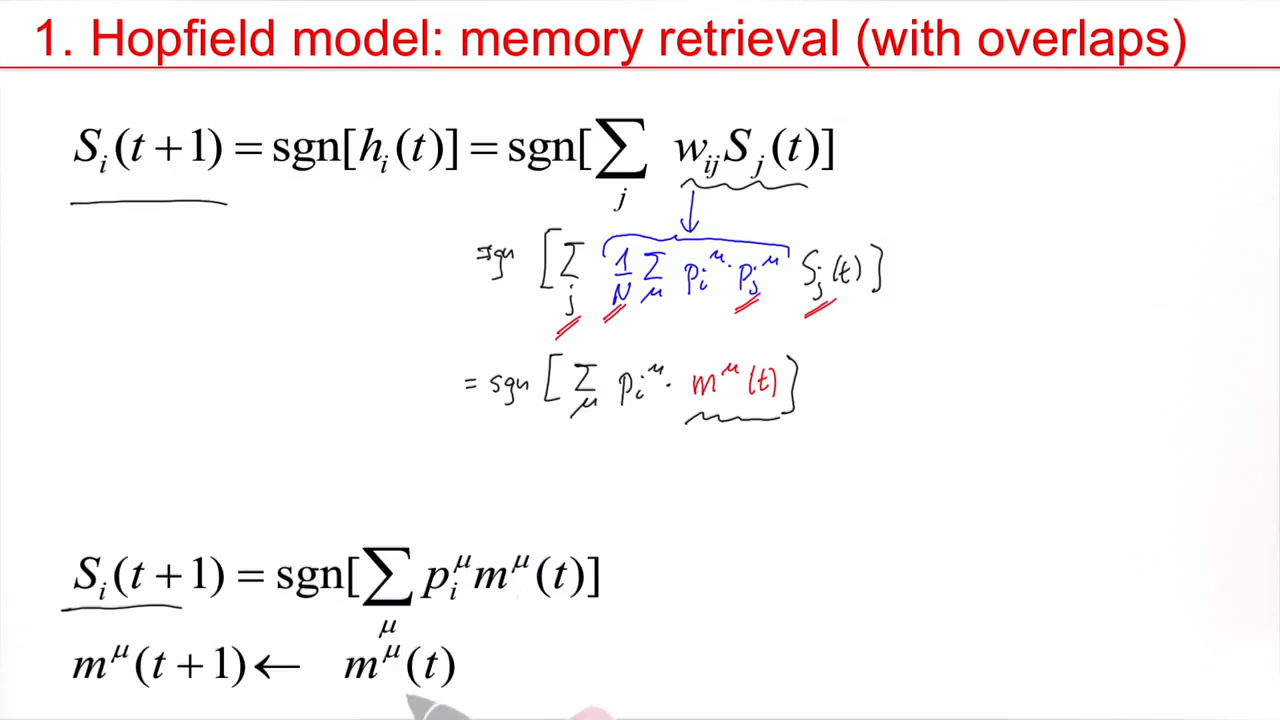 1. Hopfield model: memory retrieval (with overlaps)
S_i(t+1) = sgn[h_i(t)] = sgn[∑_j w_ij S_j(t)]
sgn [∑_j 1/N ∑_μ p_i^μ · p_j^μ S_j(t)]
= sgn [∑_μ p_i^μ · m^μ(t)]
S_i(t+1) = sgn[∑_μ p_i^μ m^μ(t)]
m^μ(t+1) ← m^μ(t)